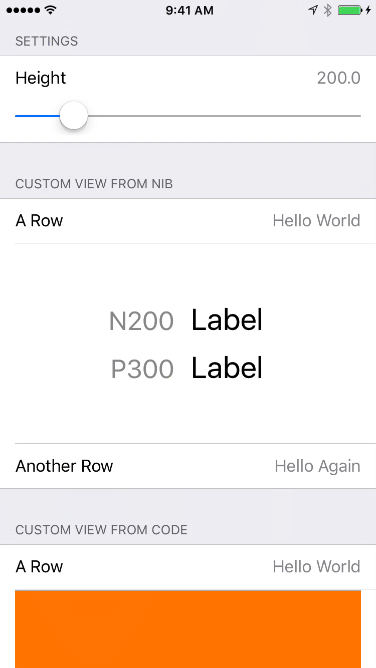 9:41 AM
SETTINGS
Height 200.0
CUSTOM VIEW FROM NIB
A Row Hello World
N200 Label
P300 Label
Another Row Hello Again
CUSTOM VIEW FROM CODE
A Row Hello World